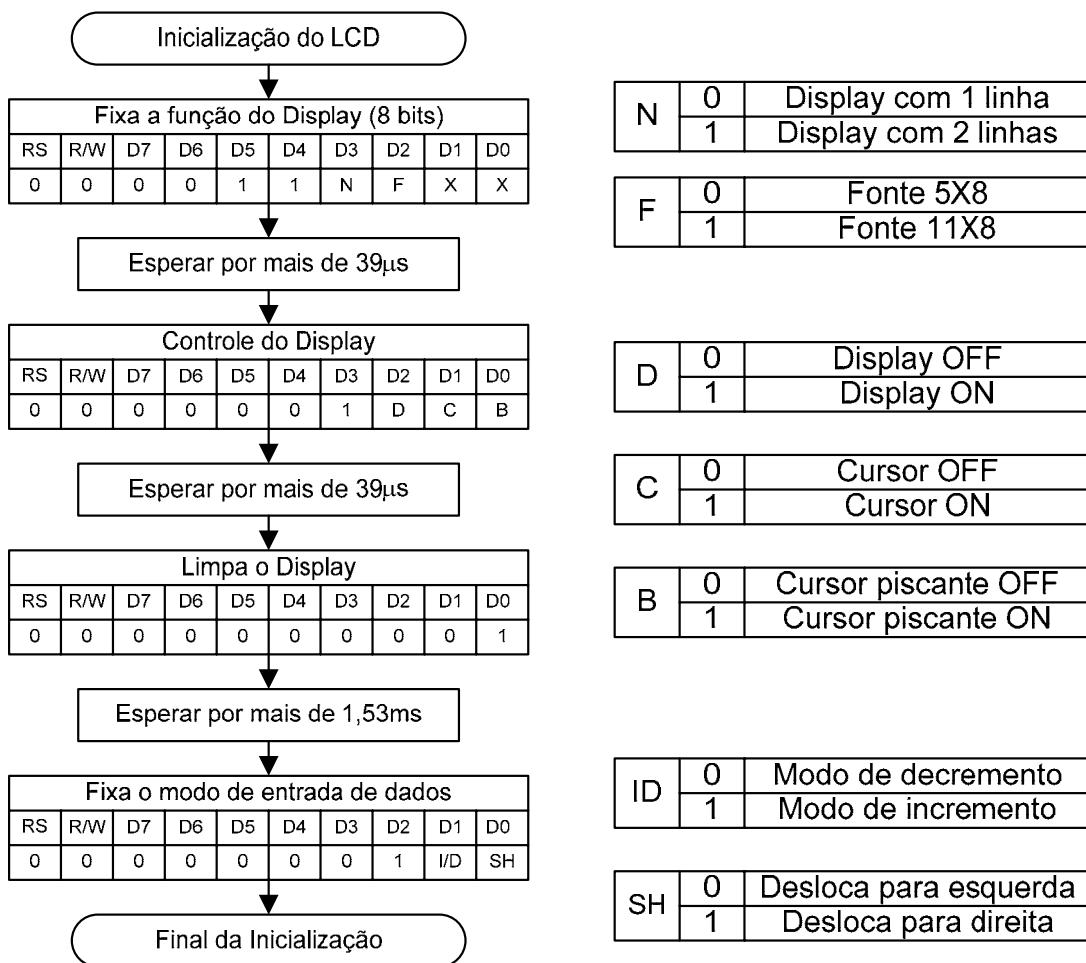 Inicialização do LCD
Fixa a função do Display (8 bits)
RS R/W D7 D6 D5 D4 D3 D2 D1 D0
0 0 0 0 1 1 N F X X
Esperar por mais de 39µs
Controle do Display
RS R/W D7 D6 D5 D4 D3 D2 D1 D0
0 0 0 0 0 0 1 D C B
Esperar por mais de 39µs
Limpa o Display
RS R/W D7 D6 D5 D4 D3 D2 D1 D0
0 0 0 0 0 0 0 0 0 1
Esperar por mais de 1,53ms
Fixa o modo de entrada de dados
RS R/W D7 D6 D5 D4 D3 D2 D1 D0
0 0 0 0 0 0 0 1 I/D SH
Final da Inicialização
N
0 Display com 1 linha
1 Display com 2 linhas
F
0 Fonte 5X8
1 Fonte 11X8
D
0 Display OFF
1 Display ON
C
0 Cursor OFF
1 Cursor ON
B
0 Cursor piscante OFF
1 Cursor piscante ON
ID
0 Modo de decremento
1 Modo de incremento
SH
0 Desloca para esquerda
1 Desloca para direita